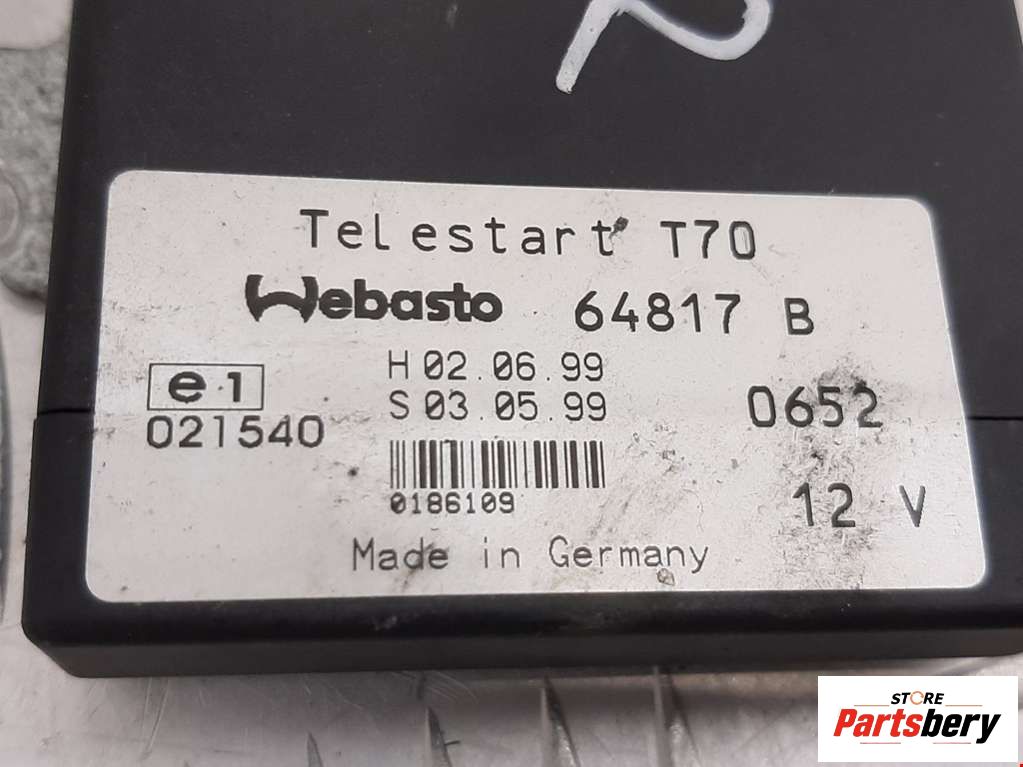 2
Telestart T70
Webasto 64817 B
e1
H 02.06.99
S 03.05.99
0652
021540
0186109
12 V
Made in Germany
STORE
Partsbery